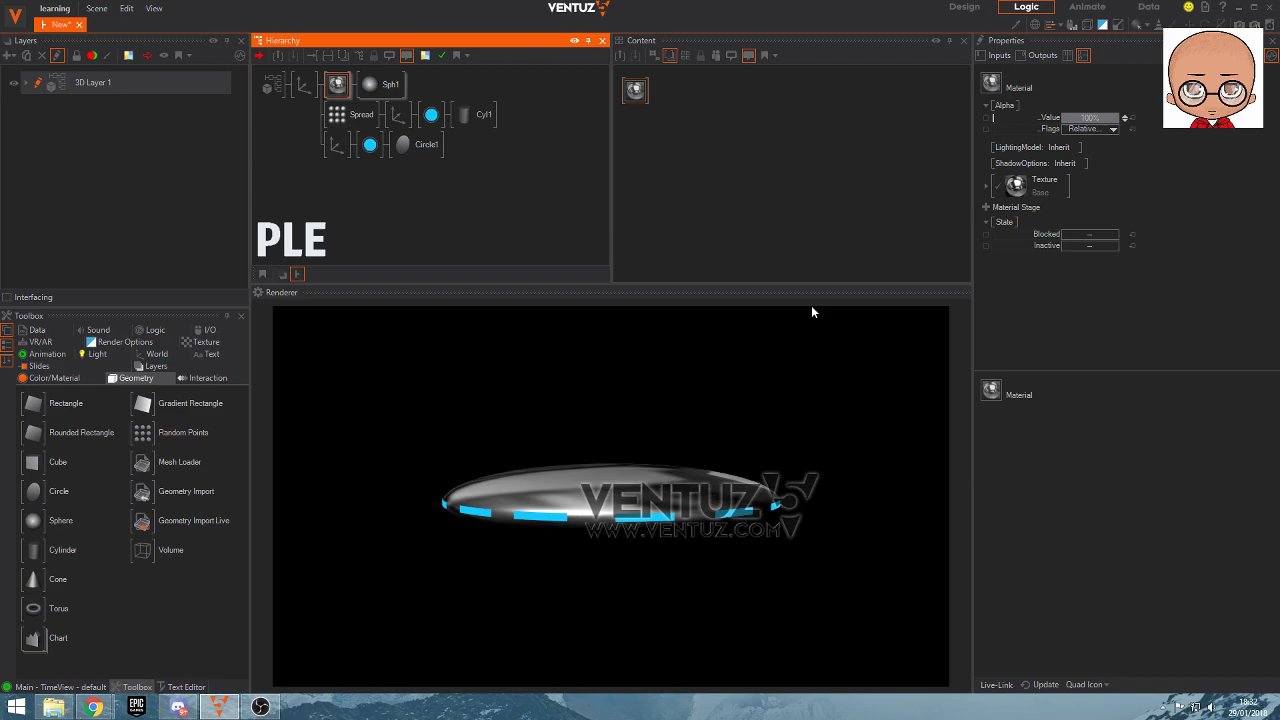 learning Scene Edit View
VENTUZ
Design Logic Animate Data
New*
Layers
3D Layer 1
Hierarchy
Sph1
Spread Cyl1
Circle1
PLE
Content
Properties
Inputs Outputs
Material
Alpha
Value 100%
Flags Relative...
LightingModel: Inherit
ShadowOptions: Inherit
Texture
Base
Material Stage
State
Blocked
Inactive
Interfacing
Toolbox
Data Sound Logic I/O
VR/AR Render Options Texture
Animation Light World Text
Slides Layers
Color/Material Geometry Interaction
Rectangle Gradient Rectangle
Rounded Rectangle Random Points
Cube Mesh Loader
Circle Geometry Import
Sphere Geometry Import Live
Cylinder Volume
Cone
Torus
Chart
Renderer
VENTUZ 5
WWW.VENTUZ.COM
Material
Main - TimeView - default Toolbox Text Editor
Live-Link Update Quad Icon
EPIC GAMES
18:32
29/01/2018